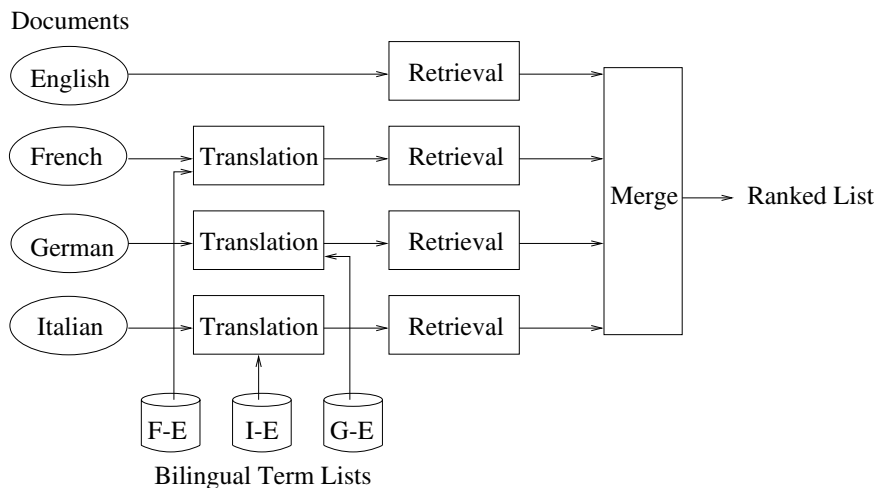 Documents
English
Retrieval
French
Translation
Retrieval
Merge
Ranked List
German
Translation
Retrieval
Italian
Translation
Retrieval
F-E
I-E
G-E
Bilingual Term Lists